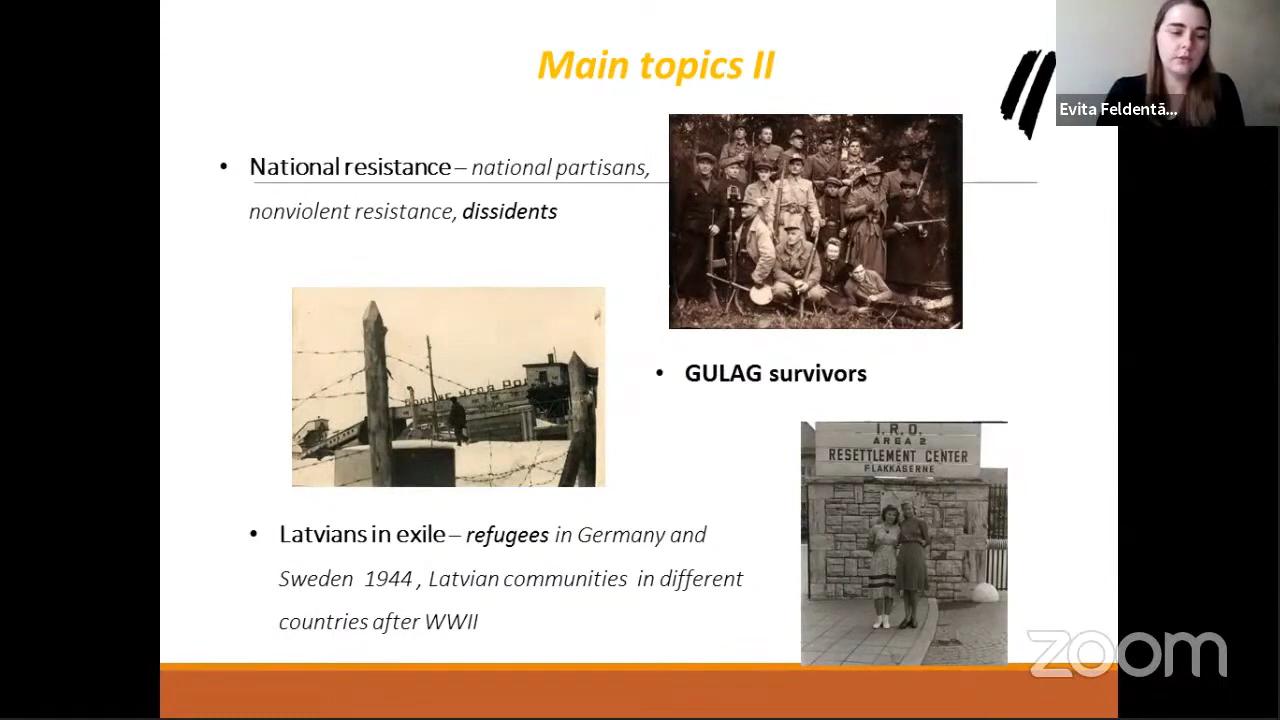 Main topics II
Evita Feldentā...
• National resistance – national partisans,
nonviolent resistance, dissidents
• GULAG survivors
I.R.O.
AREA 2
RESETTLEMENT CENTER
FLAKKASERNE
• Latvians in exile – refugees in Germany and
Sweden 1944 , Latvian communities in different
countries after WWII
zoom